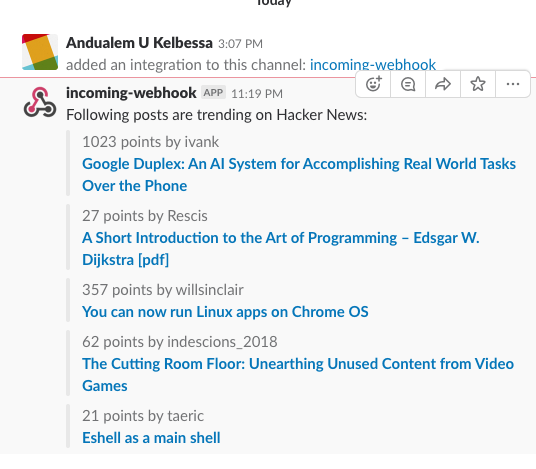 Today
Andualem U Kelbessa 3:07 PM
added an integration to this channel: incoming-webhook
incoming-webhook APP 11:19 PM
Following posts are trending on Hacker News:
1023 points by ivank
Google Duplex: An AI System for Accomplishing Real World Tasks
Over the Phone
27 points by Rescis
A Short Introduction to the Art of Programming – Edsgar W.
Dijkstra [pdf]
357 points by willsinclair
You can now run Linux apps on Chrome OS
62 points by indescions_2018
The Cutting Room Floor: Unearthing Unused Content from Video
Games
21 points by taeric
Eshell as a main shell